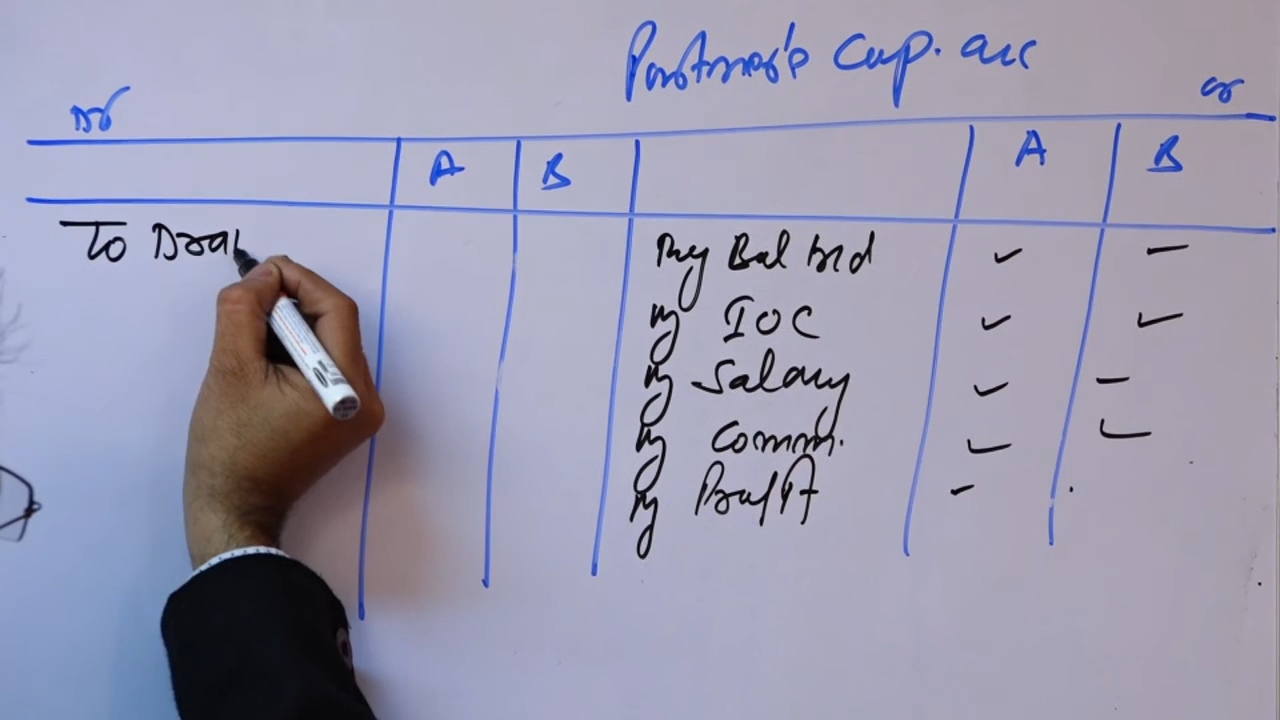 Partner's Cap. a/c
Dr
Cr
A B A B
To Draw
By Bal b/d
By IOC
By Salary
By Comm.
By Profit